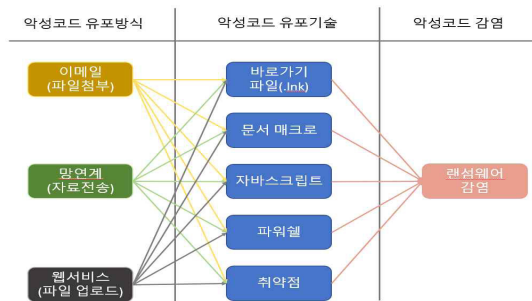 악성코드 유포방식
악성코드 유포기술
악성코드 감염
이메일
(파일첨부)
망연계
(자료전송)
웹서비스
(파일 업로드)
바로가기
파일(.lnk)
문서 매크로
자바스크립트
파워쉘
취약점
랜섬웨어
감염